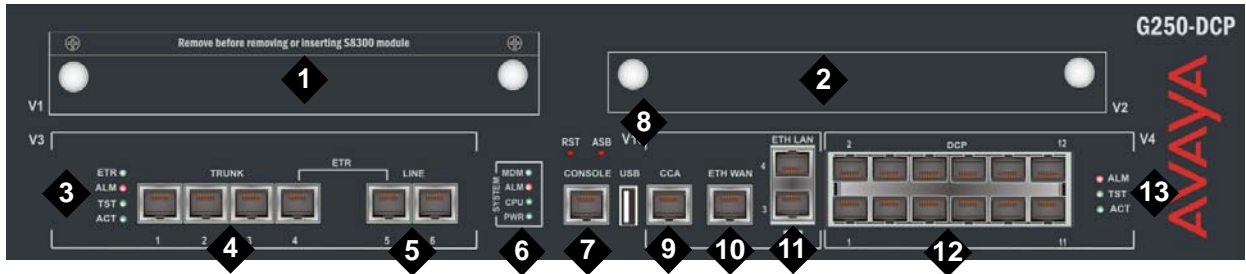 G250-DCP
Remove before removing or inserting S8300 module
1
2
V1
V2
8
V3
RST ASB
ETH LAN
V4
3
ETR
ALM
TST
ACT
TRUNK
ETR
LINE
SYSTEM
MDM
ALM
CPU
PWR
CONSOLE
USB
CCA
ETH WAN
4
3
2
DCP
12
ALM
TST
ACT
13
AVAYA
1 2 3 4 5 6
1 11
4
5
6
7
9
10
11
12